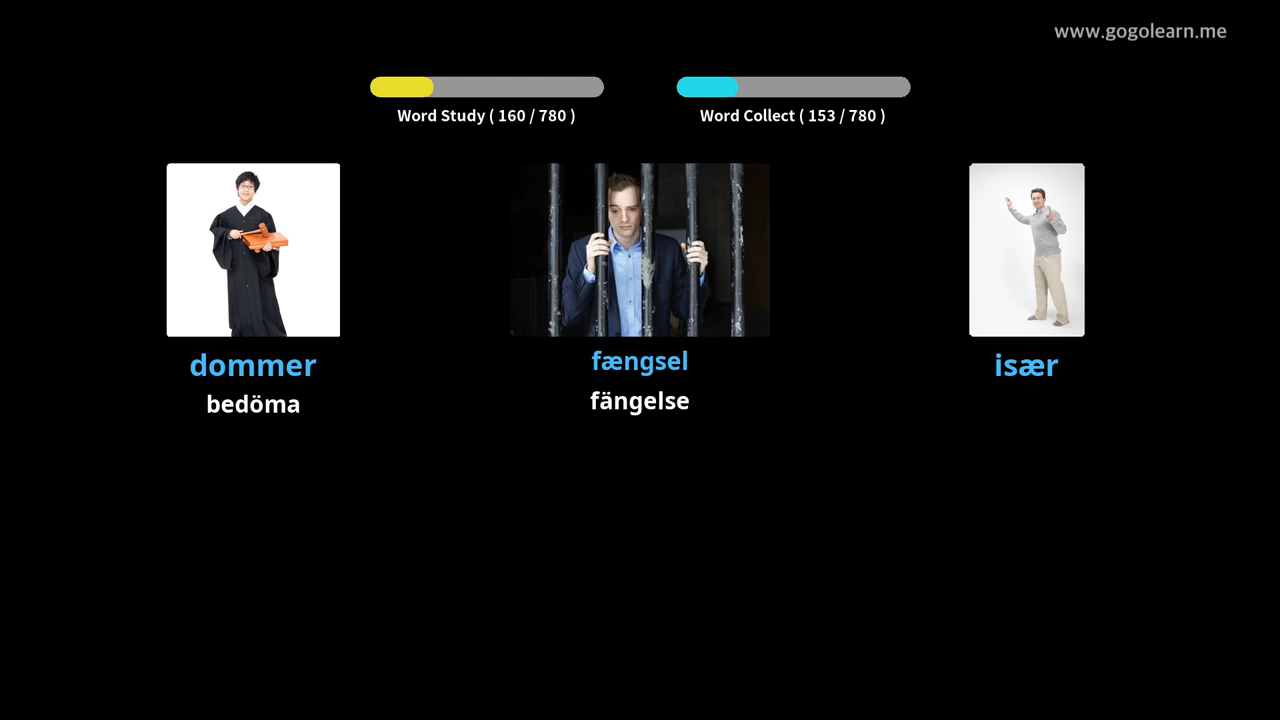 www.gogolearn.me
Word Study ( 160 / 780 )
Word Collect ( 153 / 780 )
dommer
bedöma
fængsel
fängelse
især